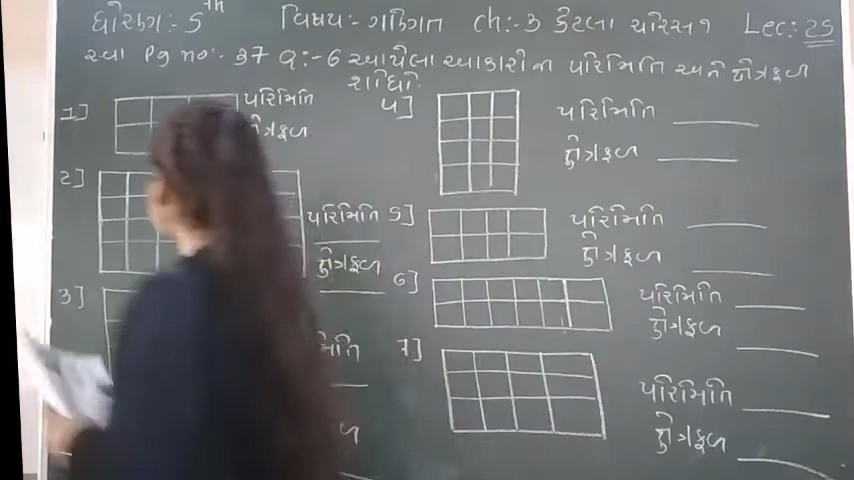 ધોરણ:- 5th વિષય:- ગણિત Ch:-3 કેટલા ચોરસ? Lec:-25
સ્વા Pg no:- 37 Q:-6 આપેલા આકારોના પરિમિતિ અને ક્ષેત્રફળ
શોધો.
1] પરિમિતિ
ક્ષેત્રફળ
2] પરિમિતિ
ક્ષેત્રફળ
3]
4] પરિમિતિ
ક્ષેત્રફળ
5] પરિમિતિ
ક્ષેત્રફળ
6] પરિમિતિ
ક્ષેત્રફળ
7] પરિમિતિ
ક્ષેત્રફળ